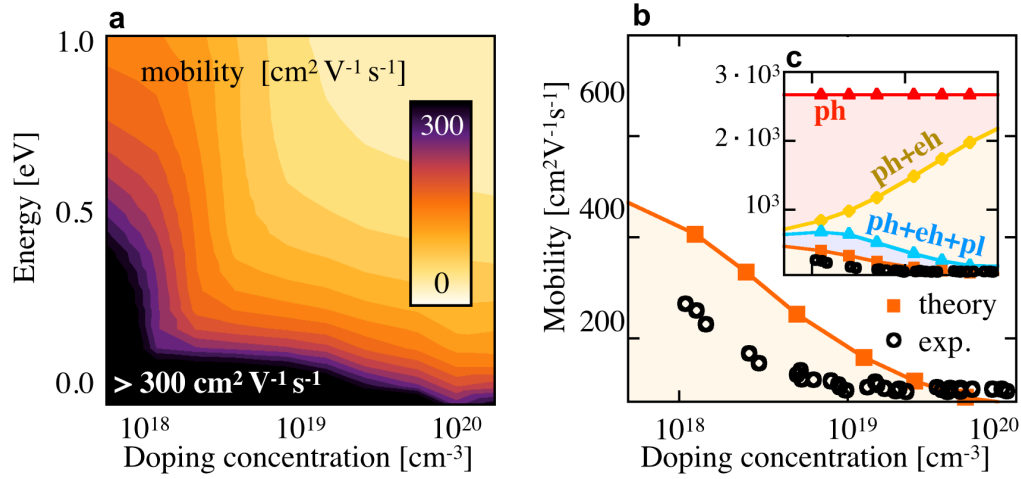 a
1.0
0.5
0.0
Energy [eV]
mobility [cm² V⁻¹ s⁻¹]
300
0
> 300 cm² V⁻¹ s⁻¹
10¹⁸
10¹⁹
10²⁰
Doping concentration [cm⁻³]
b
600
400
200
Mobility [cm²V⁻¹s⁻¹]
c
3·10³
2·10³
10³
ph
ph+eh
ph+eh+pl
theory
exp.
10¹⁸
10¹⁹
10²⁰
Doping concentration [cm⁻³]